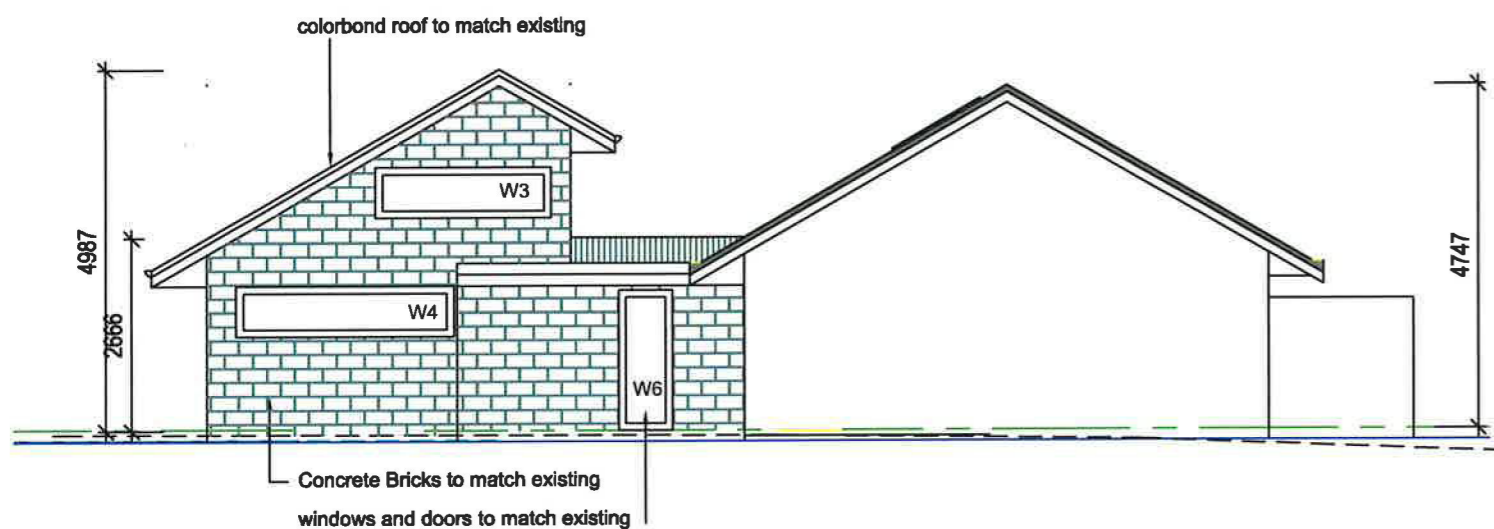 colorbond roof to match existing
4987
2666
4747
W3
W4
W6
Concrete Bricks to match existing
windows and doors to match existing